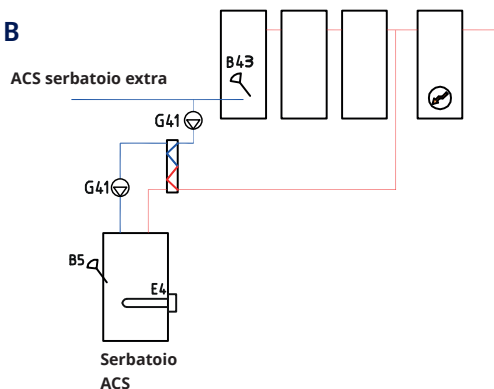 B
B43
ACS serbatoio extra
G41
G41
B5
E4
Serbatoio
ACS